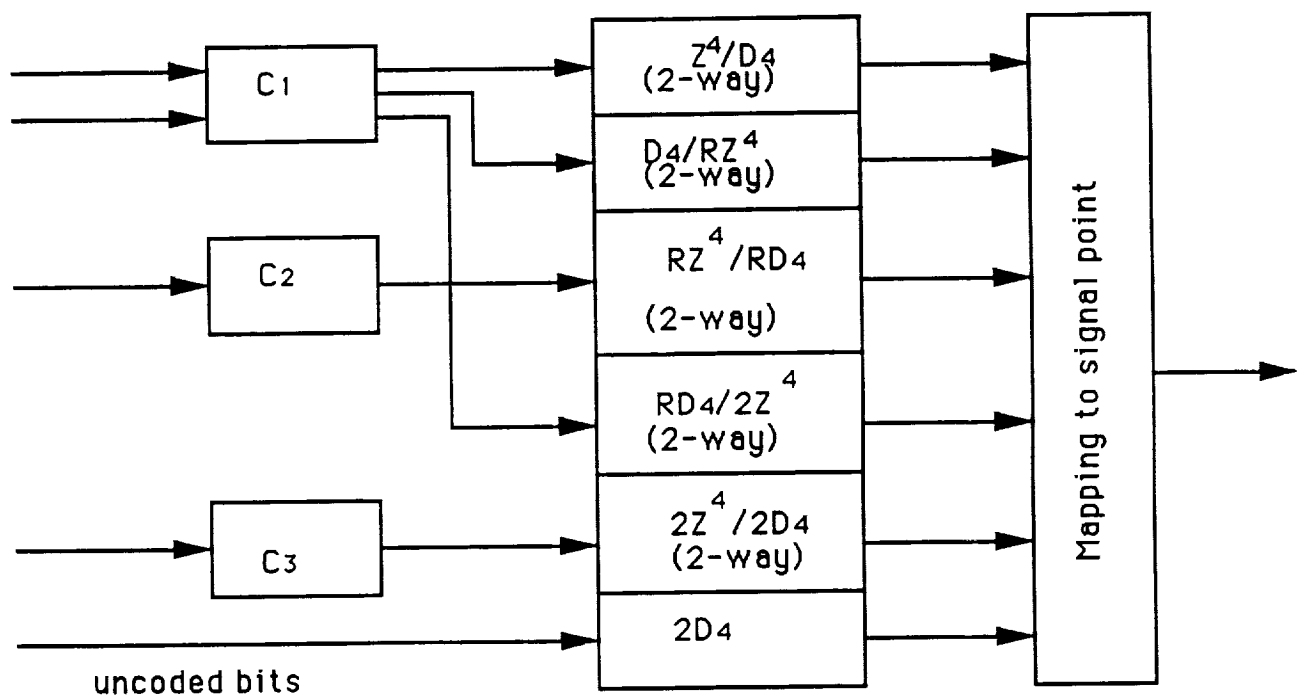 C1
Z⁴/D4
(2-way)
D4/RZ⁴
(2-way)
C2
RZ⁴/RD4
(2-way)
RD4/2Z⁴
(2-way)
C3
2Z⁴/2D4
(2-way)
2D4
uncoded bits
Mapping to signal point